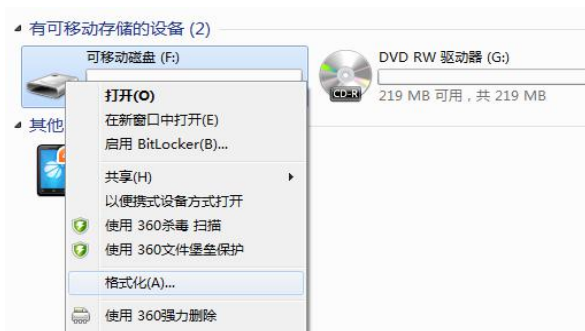 有可移动存储的设备 (2)
可移动磁盘 (F:)
DVD RW 驱动器 (G:)
CD-R
219 MB 可用，共 219 MB
其他
打开(O)
在新窗口中打开(E)
启用 BitLocker(B)...
共享(H)
以便携式设备方式打开
使用 360杀毒 扫描
使用 360文件堡垒保护
格式化(A)...
使用 360强力删除